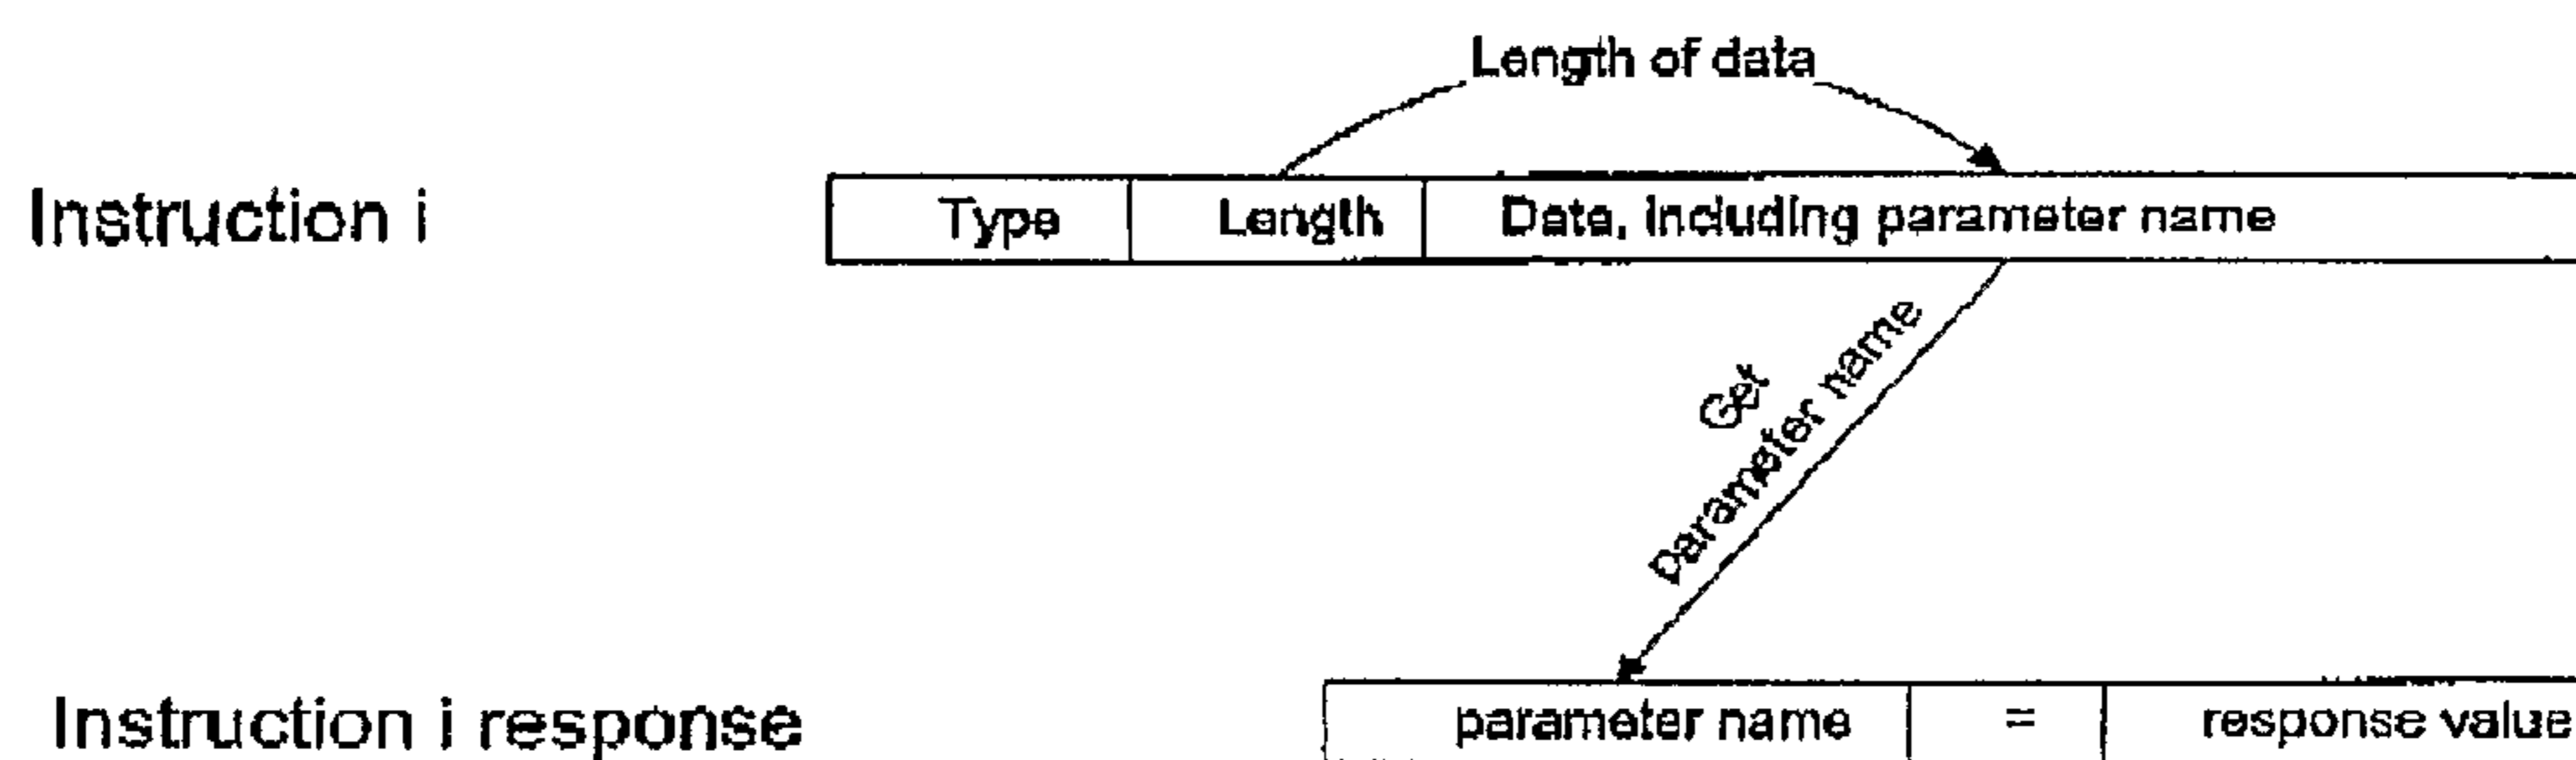 Length of data
Instruction i
Type
Length
Data, including parameter name
Get
parameter name
Instruction i response
parameter name
=
response value